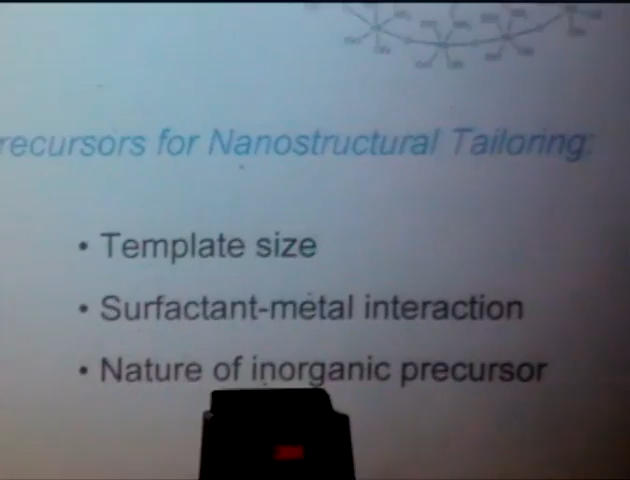 recursors for Nanostructural Tailoring:
• Template size
• Surfactant-metal interaction
• Nature of inorganic precursor